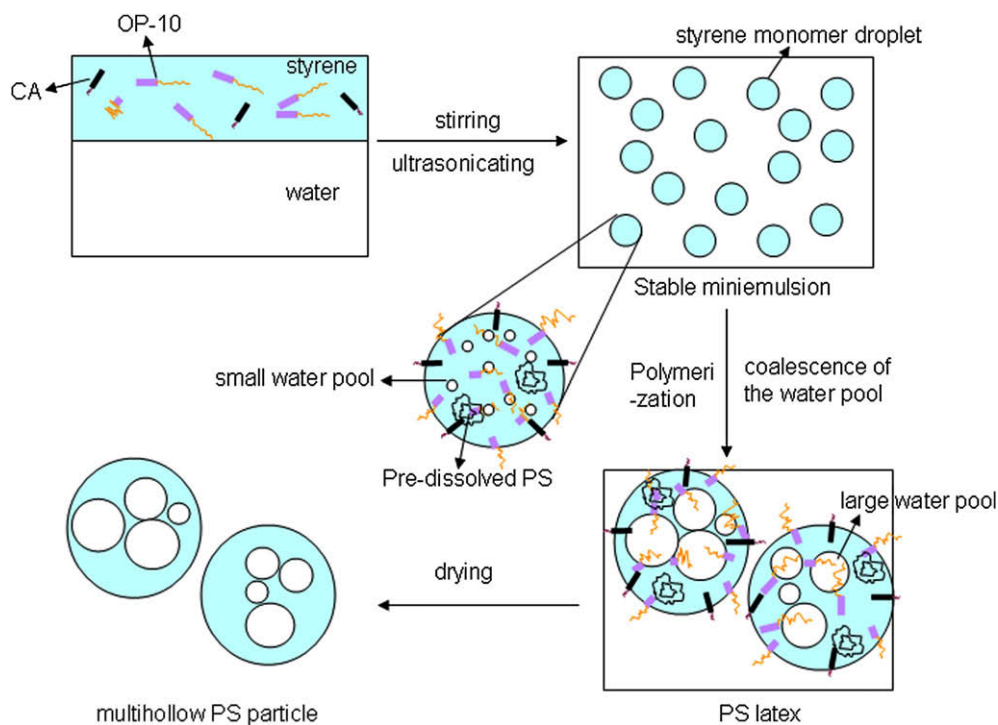 OP-10
styrene monomer droplet
styrene
CA
stirring
ultrasonicating
water
Stable miniemulsion
small water pool
Polymeri
-zation
coalescence of
the water pool
Pre-dissolved PS
large water pool
drying
multihollow PS particle
PS latex